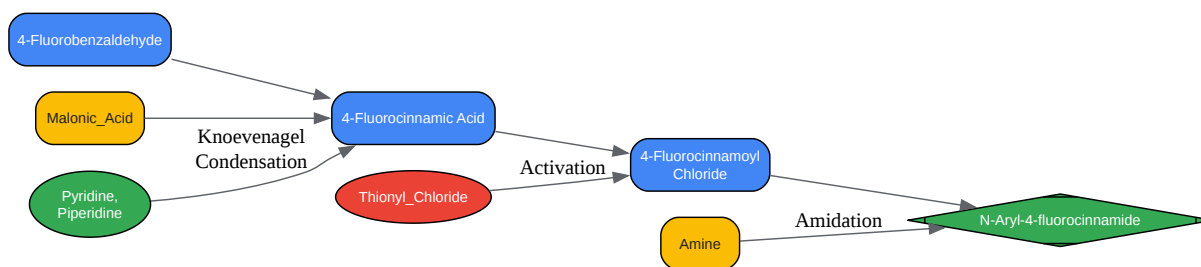 4-Fluorobenzaldehyde
Malonic_Acid
Knoevenagel
Condensation
Pyridine,
Piperidine
4-Fluorocinnamic Acid
Thionyl_Chloride
Activation
4-Fluorocinnamoyl
Chloride
Amine
Amidation
N-Aryl-4-fluorocinnamide